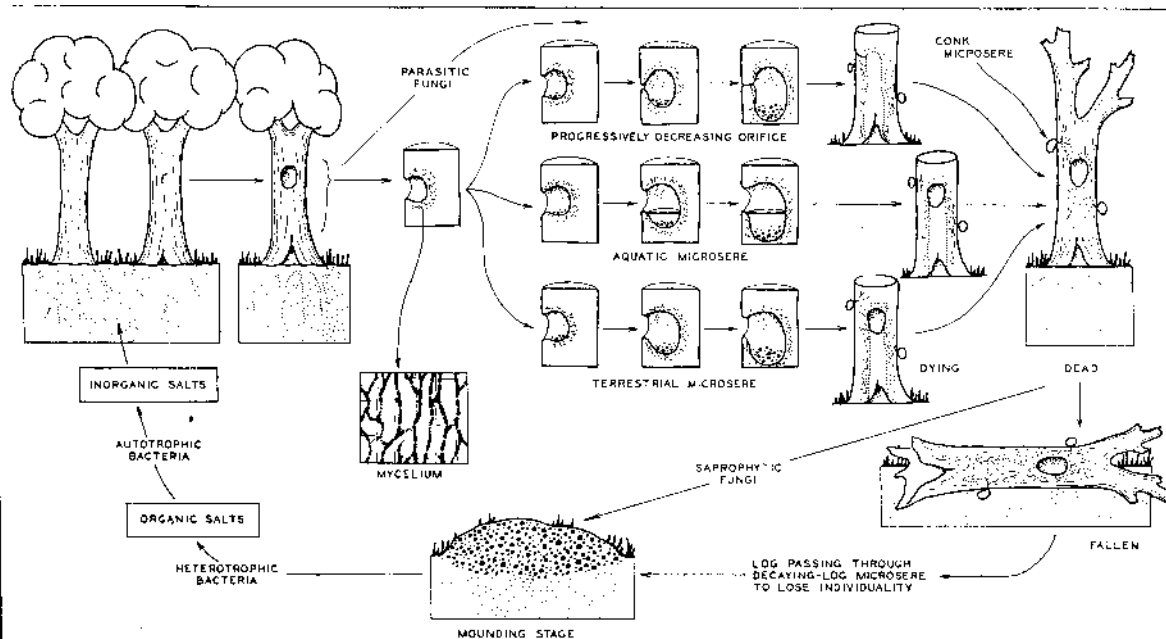 PARASITIC
FUNGI
CONK
MICROSERE
PROGRESSIVELY DECREASING ORIFICE
AQUATIC MICROSERE
TERRESTRIAL MICROSERE
DYING
DEAD
INORGANIC SALTS
AUTOTROPHIC
BACTERIA
MYCELIUM
SAPROPHYTIC
FUNGI
ORGANIC SALTS
FALLEN
HETEROTROPHIC
BACTERIA
LOG PASSING THROUGH
DECAYING-LOG MICROSERE
TO LOSE INDIVIDUALITY
MOUNDING STAGE